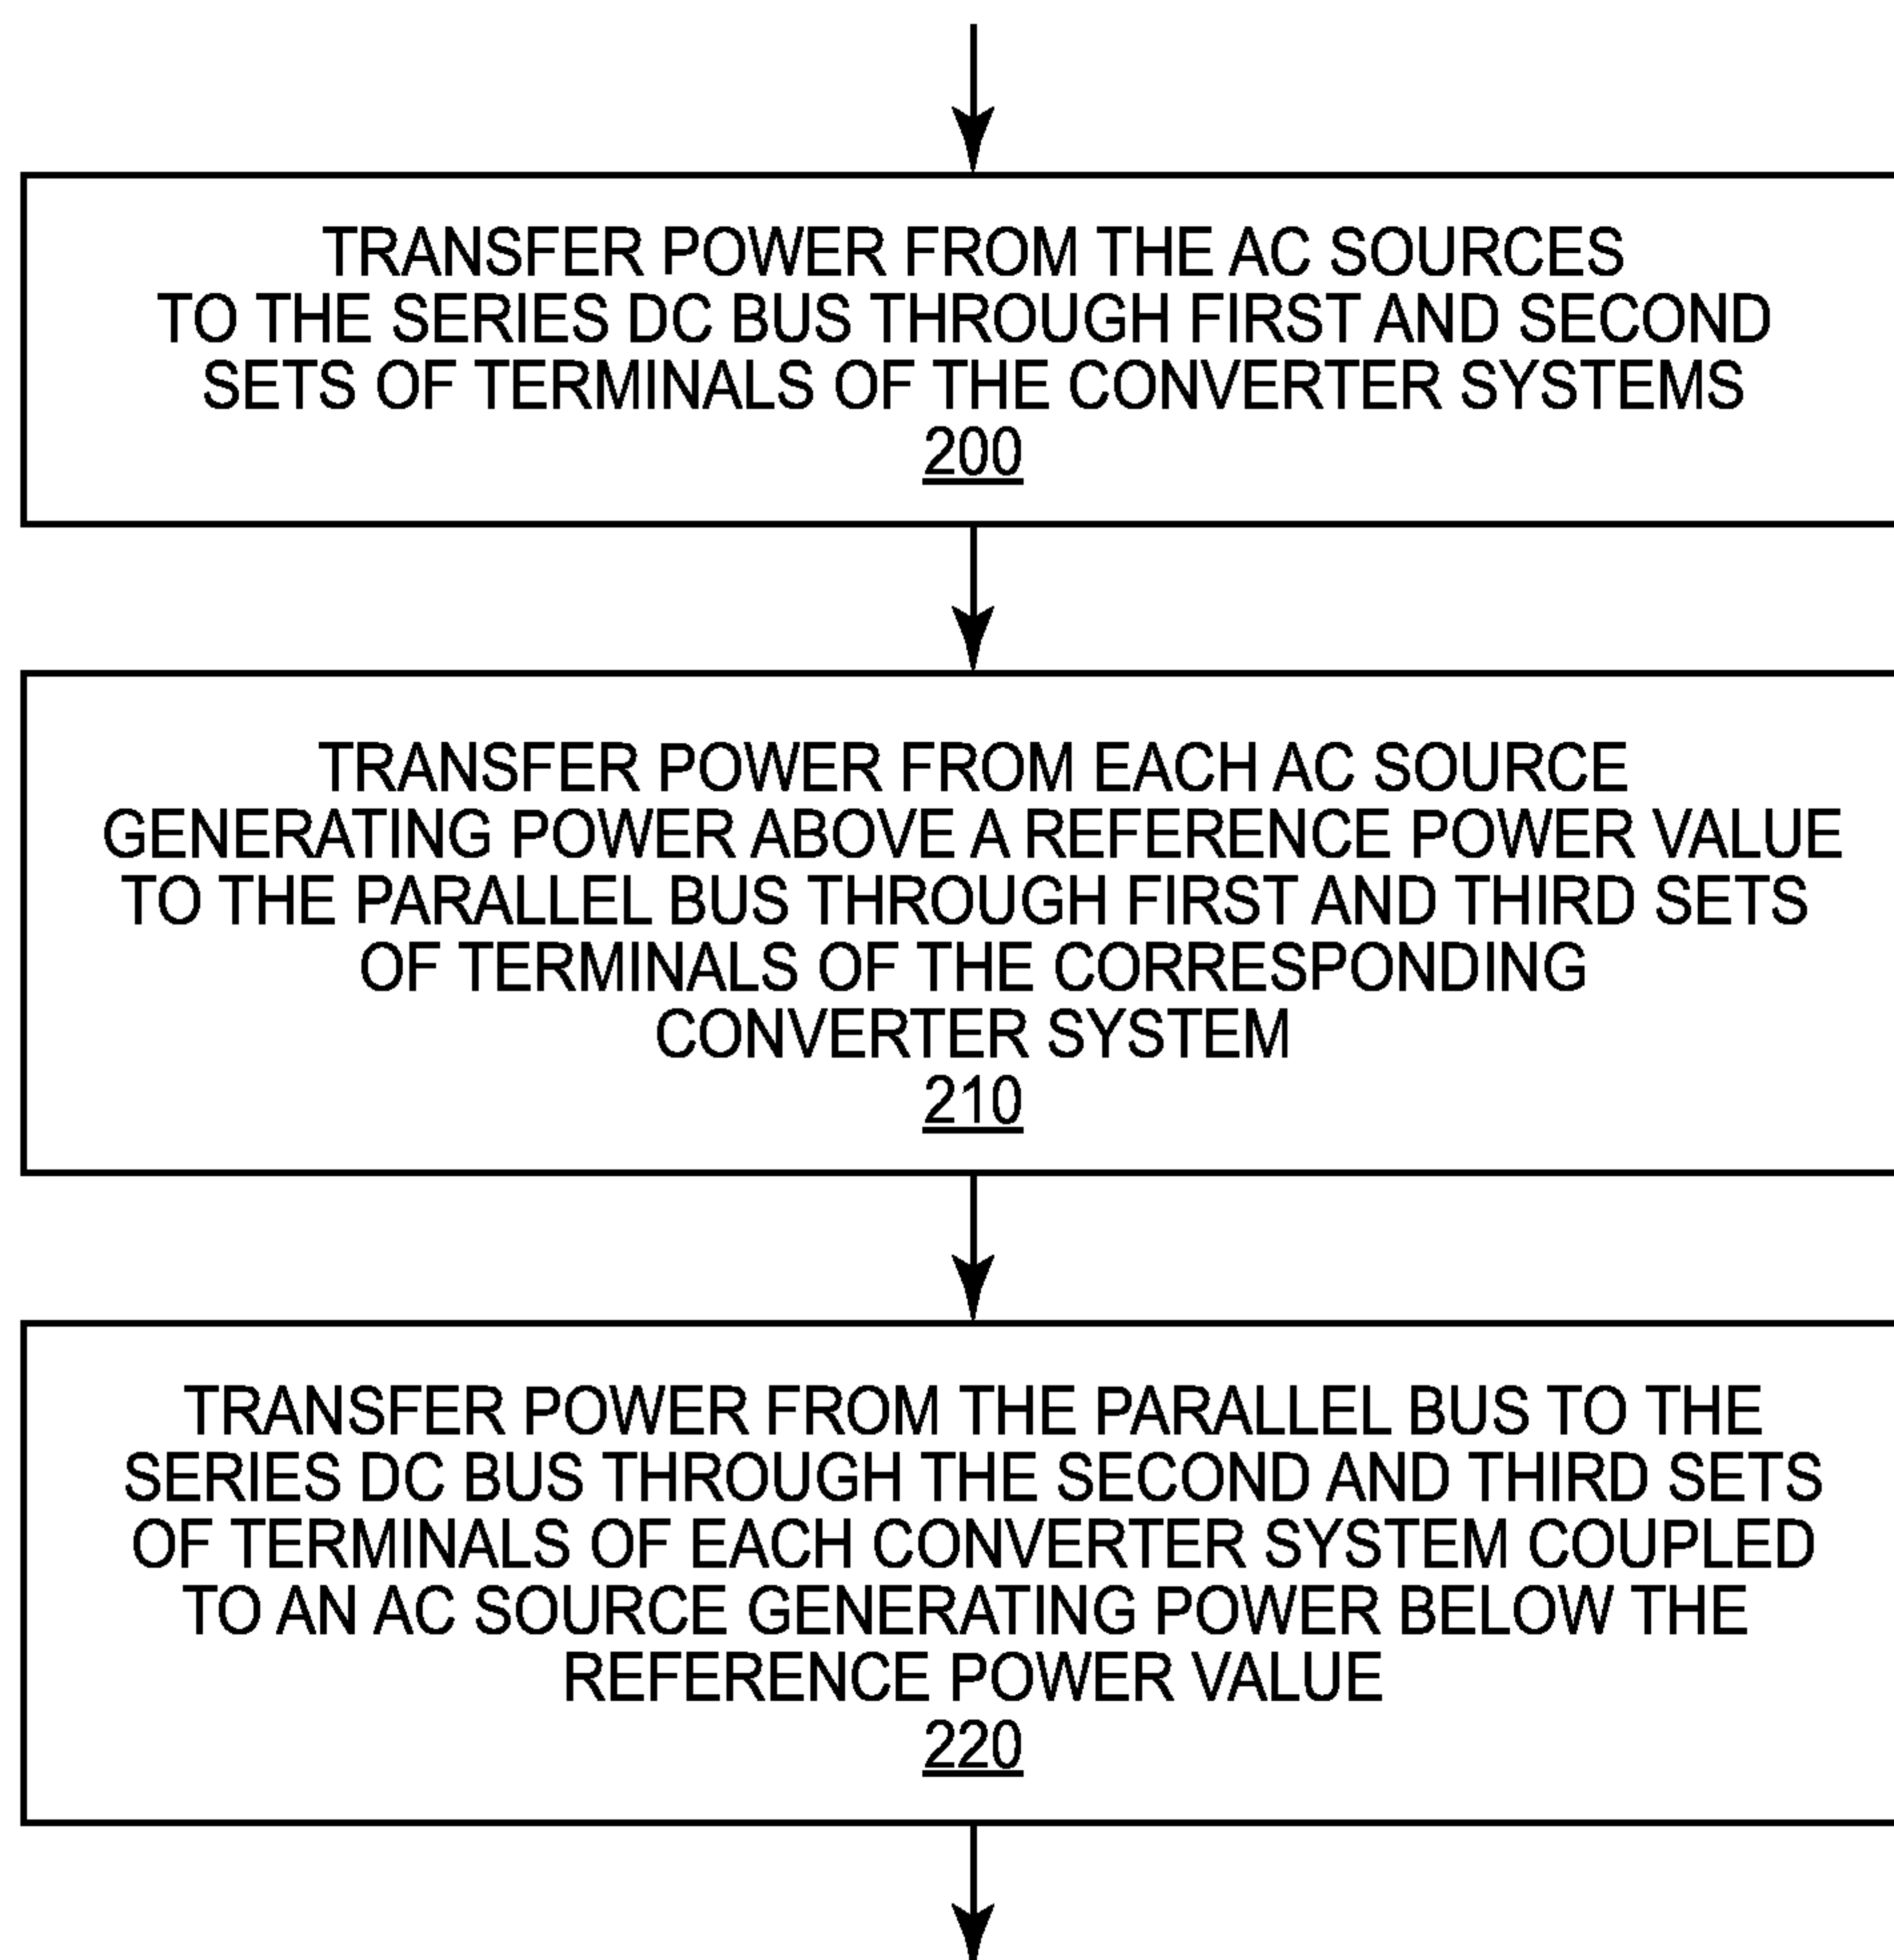 TRANSFER POWER FROM THE AC SOURCES
TO THE SERIES DC BUS THROUGH FIRST AND SECOND
SETS OF TERMINALS OF THE CONVERTER SYSTEMS
200
TRANSFER POWER FROM EACH AC SOURCE
GENERATING POWER ABOVE A REFERENCE POWER VALUE
TO THE PARALLEL BUS THROUGH FIRST AND THIRD SETS
OF TERMINALS OF THE CORRESPONDING
CONVERTER SYSTEM
210
TRANSFER POWER FROM THE PARALLEL BUS TO THE
SERIES DC BUS THROUGH THE SECOND AND THIRD SETS
OF TERMINALS OF EACH CONVERTER SYSTEM COUPLED
TO AN AC SOURCE GENERATING POWER BELOW THE
REFERENCE POWER VALUE
220